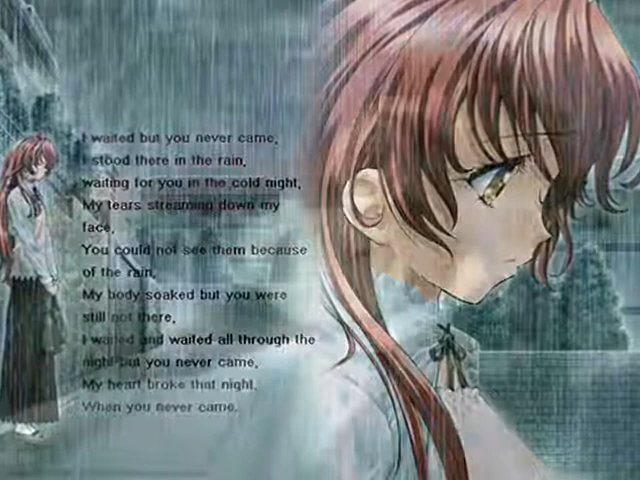 I waited but you never came,
I stood there in the rain,
waiting for you in the cold night,
My tears streaming down my
face,
You could not see them because
of the rain,
My body soaked but you were
still not there,
I waited and waited all through the
night but you never came,
My heart broke that night,
When you never came.